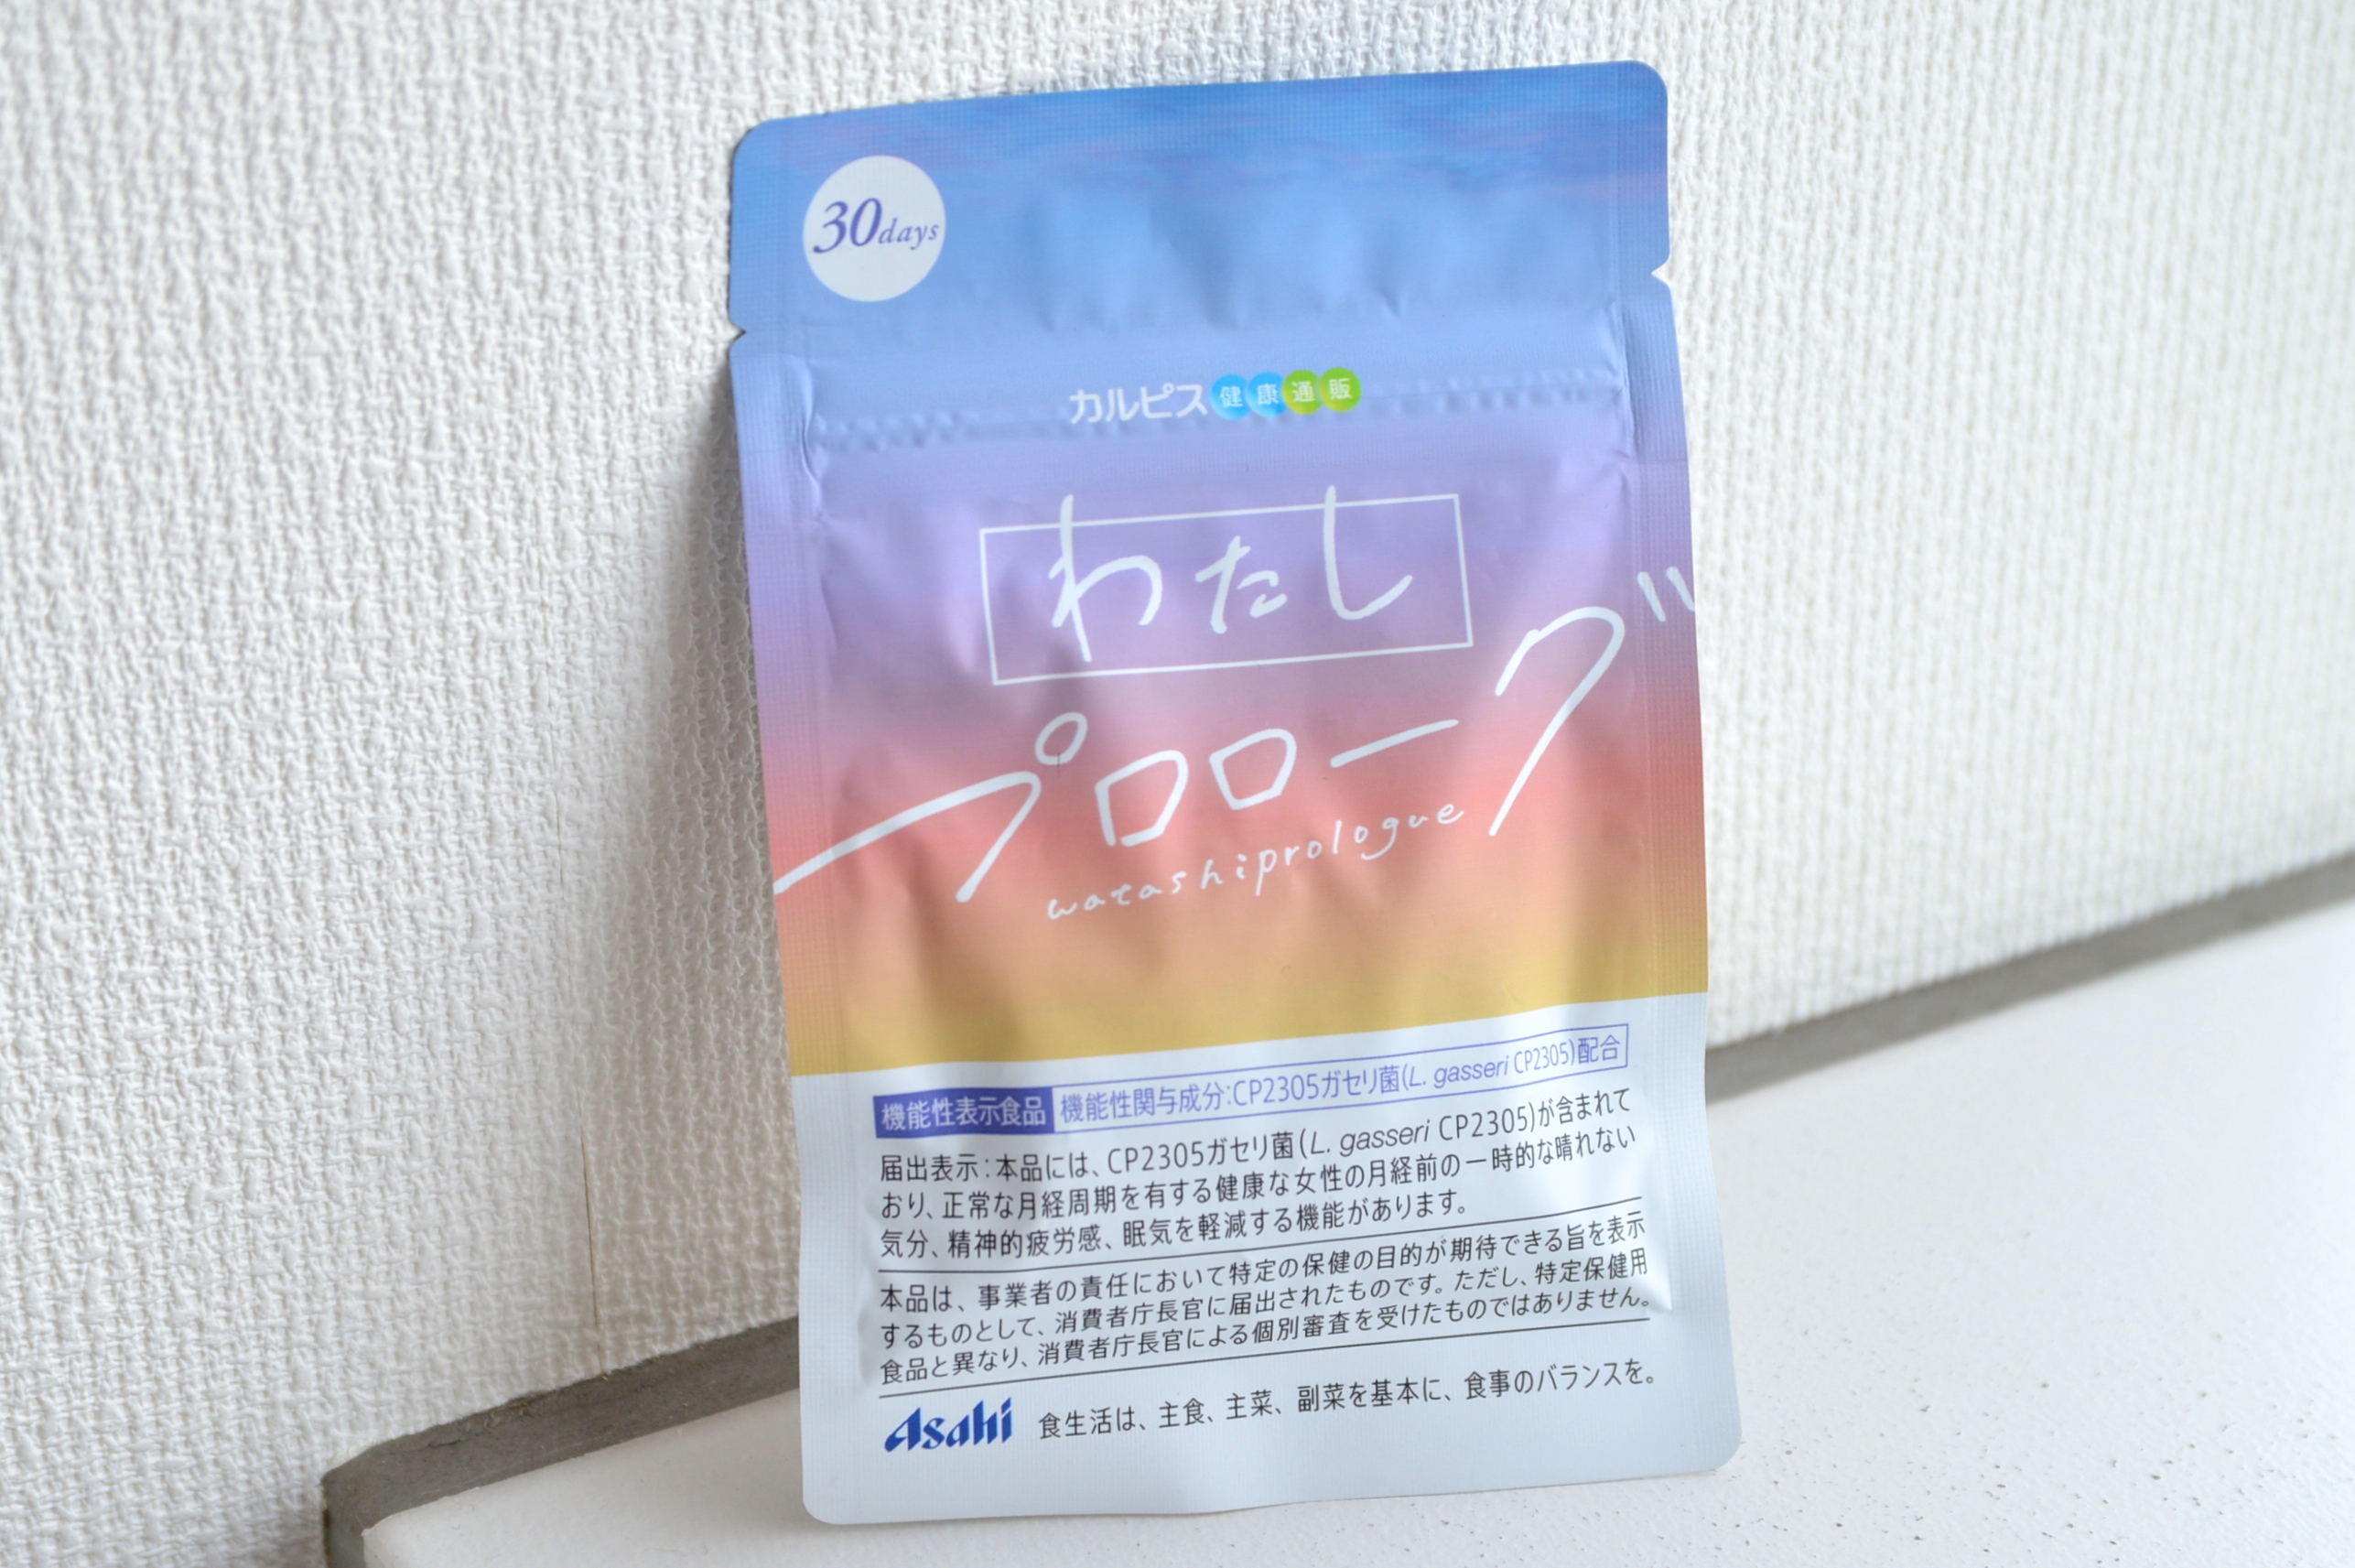 30days
カルピス健康通販
わたし
プロローグ
watashiprologue
機能性表示食品 機能性関与成分:CP2305ガセリ菌(L. gasseri CP2305)配合
届出表示:本品には、CP2305ガセリ菌(L. gasseri CP2305)が含まれて
おり、正常な月経周期を有する健康な女性の月経前の一時的な晴れない
気分、精神的疲労感、眠気を軽減する機能があります。
本品は、事業者の責任において特定の保健の目的が期待できる旨を表示
するものとして、消費者庁長官に届出されたものです。ただし、特定保健用
食品と異なり、消費者庁長官による個別審査を受けたものではありません。
Asahi 食生活は、主食、主菜、副菜を基本に、食事のバランスを。